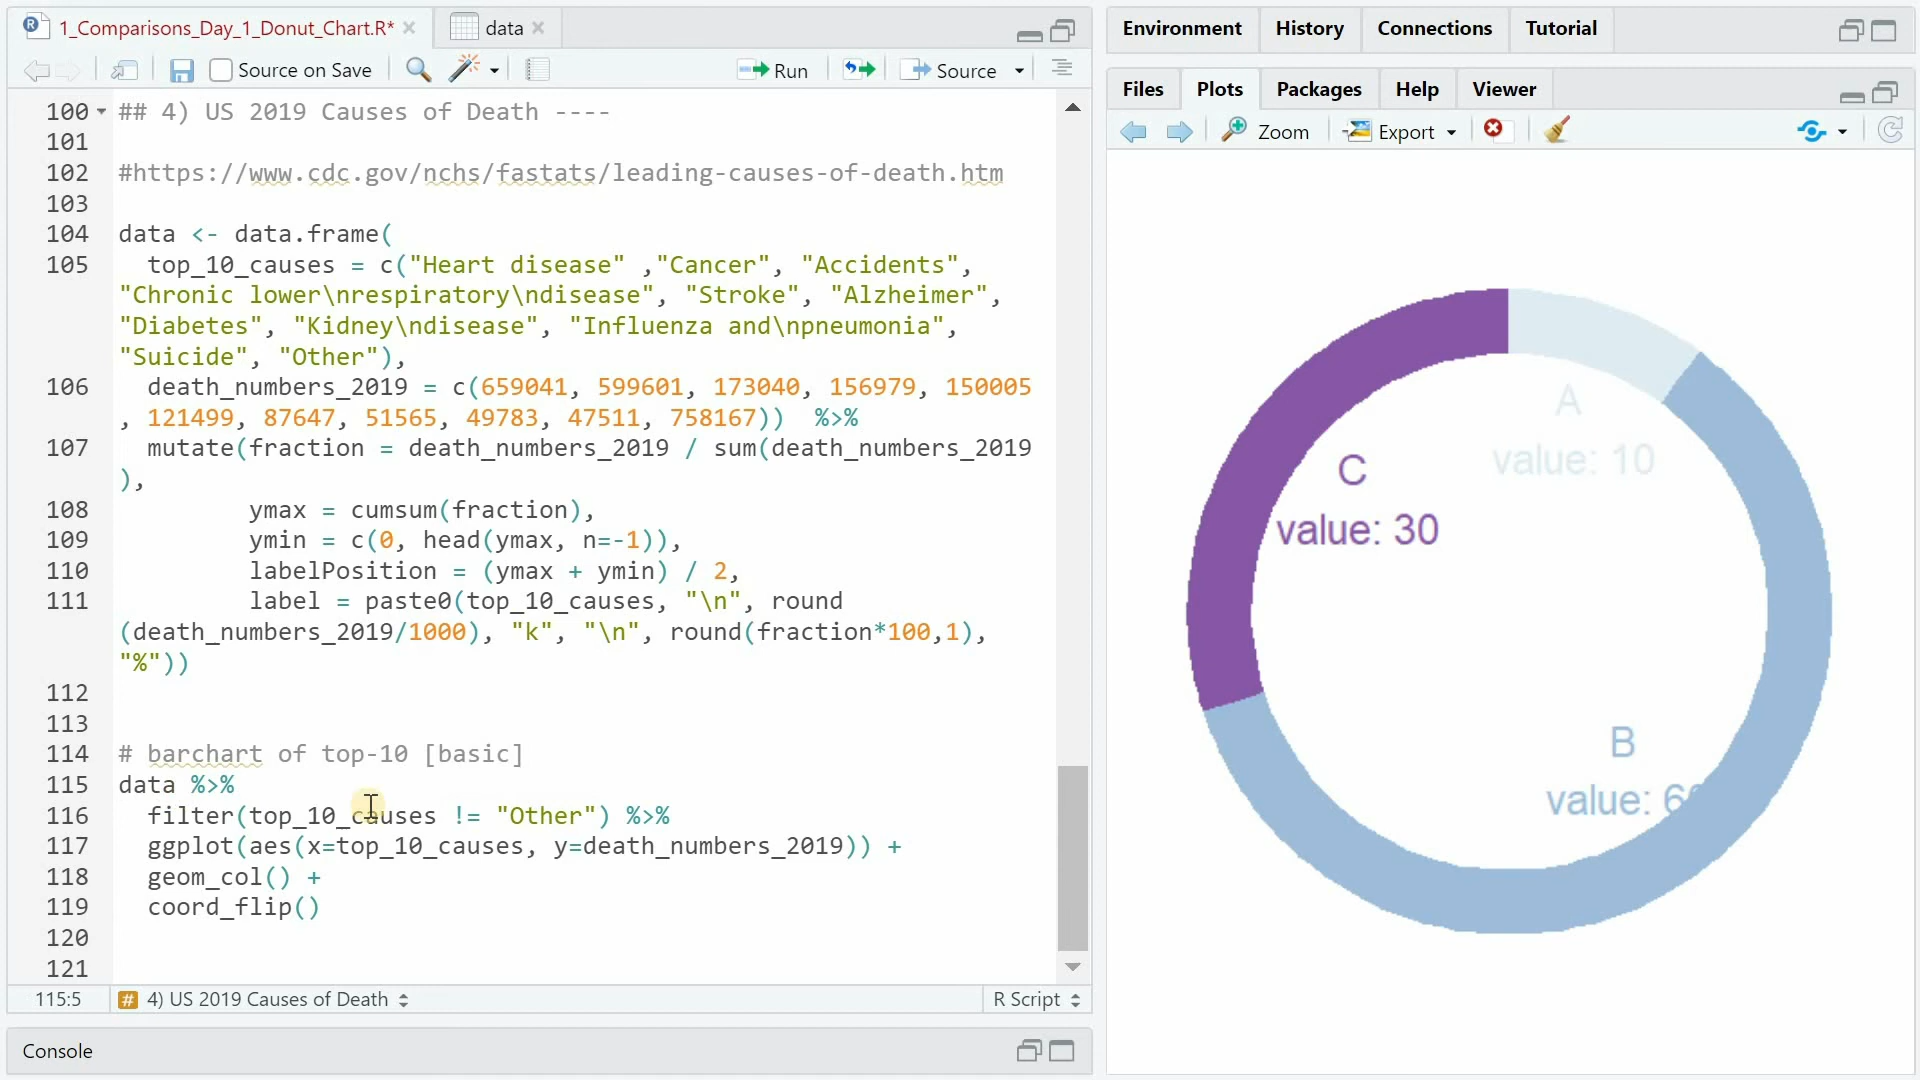 1_Comparisons_Day_1_Donut_Chart.R*
data
Source on Save
Run
Source
100 ## 4) US 2019 Causes of Death ----
101
102 #https://www.cdc.gov/nchs/fastats/leading-causes-of-death.htm
103
104 data <- data.frame(
105 top_10_causes = c("Heart disease" ,"Cancer", "Accidents",
"Chronic lower\nrespiratory\ndisease", "Stroke", "Alzheimer",
"Diabetes", "Kidney\ndisease", "Influenza and\npneumonia",
"Suicide", "Other"),
106 death_numbers_2019 = c(659041, 599601, 173040, 156979, 150005
, 121499, 87647, 51565, 49783, 47511, 758167)) %>%
107 mutate(fraction = death_numbers_2019 / sum(death_numbers_2019
),
108 ymax = cumsum(fraction),
109 ymin = c(0, head(ymax, n=-1)),
110 labelPosition = (ymax + ymin) / 2,
111 label = paste0(top_10_causes, "\n", round
(death_numbers_2019/1000), "k", "\n", round(fraction*100,1),
"%"))
112
113
114 # barchart of top-10 [basic]
115 data %>%
116 filter(top_10_causes != "Other") %>%
117 ggplot(aes(x=top_10_causes, y=death_numbers_2019)) +
118 geom_col() +
119 coord_flip()
120
121
115:5
# 4) US 2019 Causes of Death
R Script
Console
Environment
History
Connections
Tutorial
Files
Plots
Packages
Help
Viewer
Zoom
Export
A
value: 10
C
value: 30
B
value: